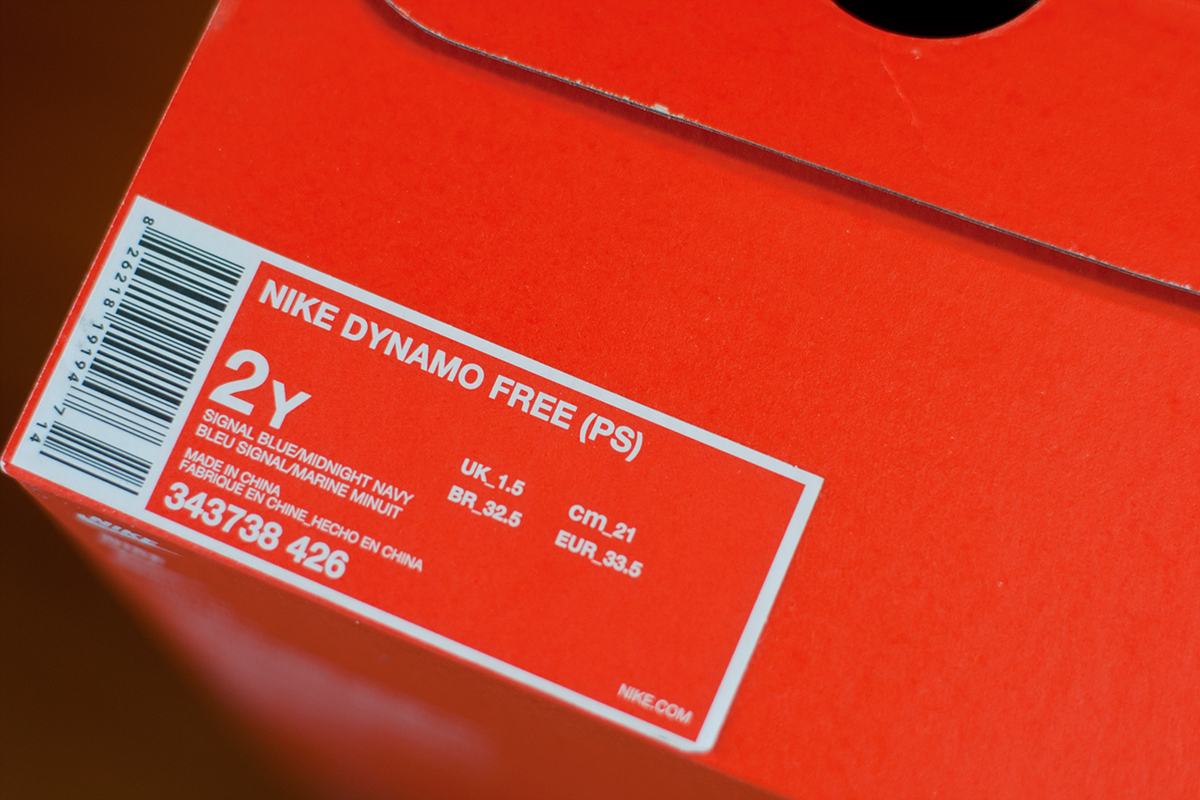 NIKE DYNAMO FREE (PS)
2Y
SIGNAL BLUE/MIDNIGHT NAVY
BLEU SIGNAL/MARINE MINUIT
MADE IN CHINA
FABRIQUE EN CHINE_HECHO EN CHINA
343738 426
UK_1.5
BR_32.5
cm_21
EUR_33.5
NIKE.COM
8 26218 19194 7 14
NIKE